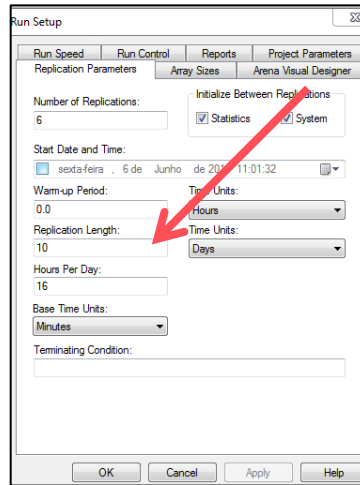 Run Setup
Run Speed Run Control Reports Project Parameters
Replication Parameters Array Sizes Arena Visual Designer
Number of Replications:
6
Initialize Between Replications
Statistics System
Start Date and Time:
sexta-feira , 6 de Junho de 11:01:32
Warm-up Period: Time Units:
0.0 Hours
Replication Length: Time Units:
10 Days
Hours Per Day:
16
Base Time Units:
Minutes
Terminating Condition:
OK Cancel Apply Help